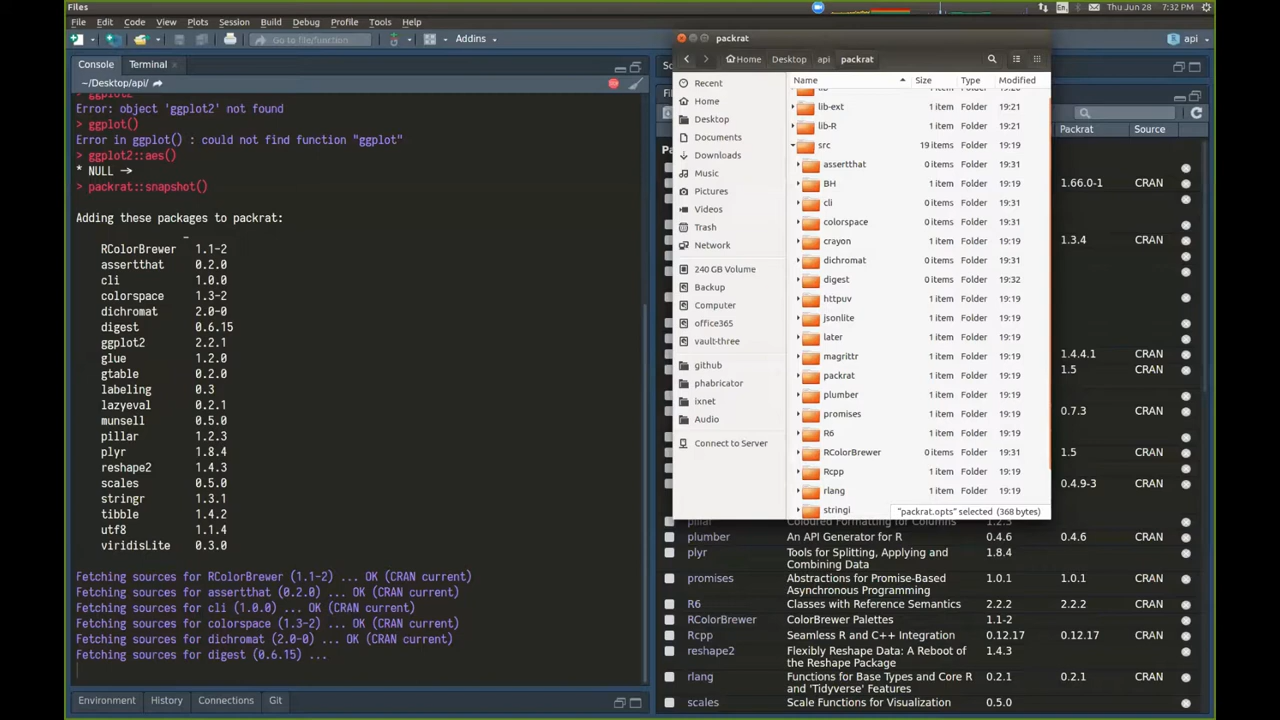 Files
Thu Jun 28
7:32 PM
En
File Edit Code View Plots Session Build Debug Profile Tools Help
Go to file/function
Addins
api
Console Terminal
~/Desktop/api/
Error: object 'ggplot2' not found
> ggplot()
Error in ggplot() : could not find function "ggplot"
> ggplot2::aes()
* NULL ->
> packrat::snapshot()
Adding these packages to packrat:
_
RColorBrewer 1.1-2
assertthat 0.2.0
cli 1.0.0
colorspace 1.3-2
dichromat 2.0-0
digest 0.6.15
ggplot2 2.2.1
glue 1.2.0
gtable 0.2.0
labeling 0.3
lazyeval 0.2.1
munsell 0.5.0
pillar 1.2.3
plyr 1.8.4
reshape2 1.4.3
scales 0.5.0
stringr 1.3.1
tibble 1.4.2
utf8 1.1.4
viridisLite 0.3.0
Fetching sources for RColorBrewer (1.1-2) ... OK (CRAN current)
Fetching sources for assertthat (0.2.0) ... OK (CRAN current)
Fetching sources for cli (1.0.0) ... OK (CRAN current)
Fetching sources for colorspace (1.3-2) ... OK (CRAN current)
Fetching sources for dichromat (2.0-0) ... OK (CRAN current)
Fetching sources for digest (0.6.15) ...
Environment History Connections Git
packrat
Home Desktop api packrat
Recent
Home
Desktop
Documents
Downloads
Music
Pictures
Videos
Trash
Network
240 GB Volume
Backup
Computer
office365
vault-three
github
phabricator
ixnet
Audio
Connect to Server
Name Size Type Modified
lib-ext 1 item Folder 19:21
lib-R 1 item Folder 19:21
src 19 items Folder 19:19
assertthat 0 items Folder 19:31
BH 1 item Folder 19:19
cli 0 items Folder 19:31
colorspace 0 items Folder 19:31
crayon 1 item Folder 19:19
dichromat 0 items Folder 19:31
digest 0 items Folder 19:32
httpuv 1 item Folder 19:19
jsonlite 1 item Folder 19:19
later 1 item Folder 19:19
magrittr 1 item Folder 19:19
packrat 1 item Folder 19:19
plumber 1 item Folder 19:19
promises 1 item Folder 19:19
R6 1 item Folder 19:19
RColorBrewer 0 items Folder 19:31
Rcpp 1 item Folder 19:19
rlang 1 item Folder 19:19
stringi
"packrat.opts" selected (368 bytes)
Packrat Source
1.66.0-1 CRAN
1.3.4 CRAN
1.4.4.1 CRAN
1.5 CRAN
0.7.3 CRAN
1.5 CRAN
0.4.9-3 CRAN
pillar Coloured Formatting for Columns 1.2.3
plumber An API Generator for R 0.4.6 0.4.6 CRAN
plyr Tools for Splitting, Applying and 1.8.4
Combining Data
promises Abstractions for Promise-Based 1.0.1 1.0.1 CRAN
Asynchronous Programming
R6 Classes with Reference Semantics 2.2.2 2.2.2 CRAN
RColorBrewer ColorBrewer Palettes 1.1-2
Rcpp Seamless R and C++ Integration 0.12.17 0.12.17 CRAN
reshape2 Flexibly Reshape Data: A Reboot of 1.4.3
the Reshape Package
rlang Functions for Base Types and Core R 0.2.1 0.2.1 CRAN
and 'Tidyverse' Features
scales Scale Functions for Visualization 0.5.0